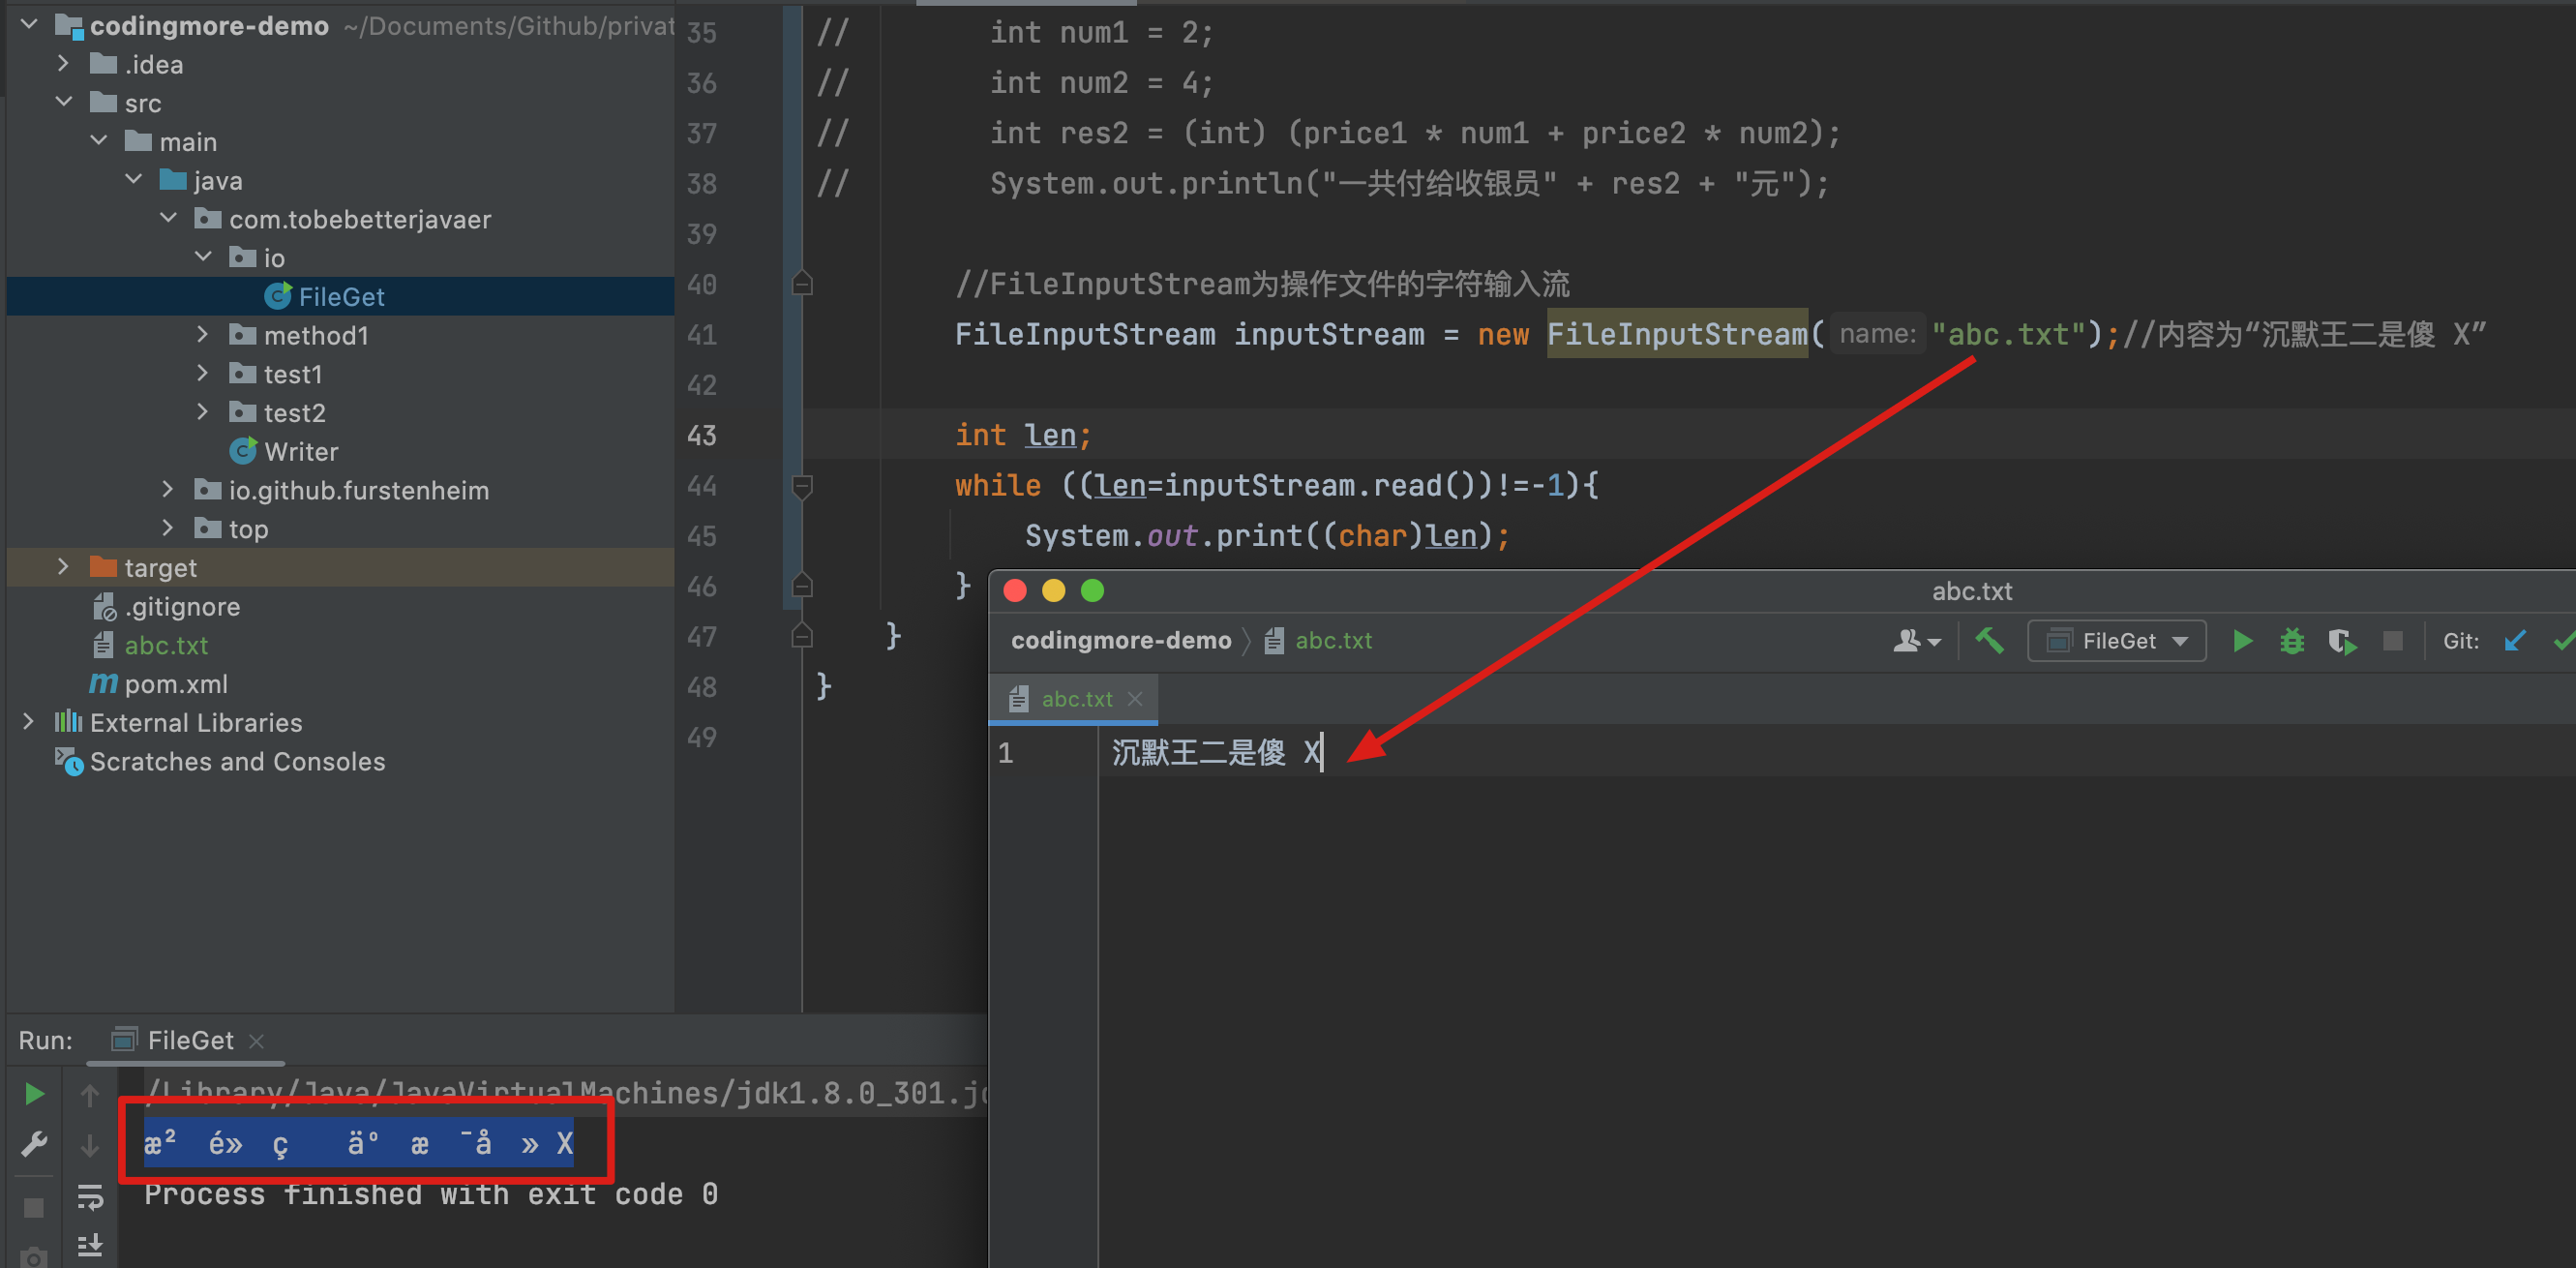 codingmore-demo ~/Documents/Github/privat
.idea
src
main
java
com.tobebetterjavaer
io
FileGet
method1
test1
test2
Writer
io.github.furstenheim
top
target
.gitignore
abc.txt
pom.xml
External Libraries
Scratches and Consoles
35 // int num1 = 2;
36 // int num2 = 4;
37 // int res2 = (int) (price1 * num1 + price2 * num2);
38 // System.out.println("一共付给收银员" + res2 + "元");
39
40 //FileInputStream为操作文件的字符输入流
41 FileInputStream inputStream = new FileInputStream( name: "abc.txt");//内容为“沉默王二是傻 X”
42
43 int len;
44 while ((len=inputStream.read())!=-1){
45 System.out.print((char)len);
46 }
47 }
48 }
49
abc.txt
codingmore-demo 〉 abc.txt
FileGet
Git:
abc.txt
1 沉默王二是傻 X
Run: FileGet
/Library/Java/JavaVirtualMachines/jdk1.8.0_301.jd
æ² é» ç äº æ ¯å » X
Process finished with exit code 0